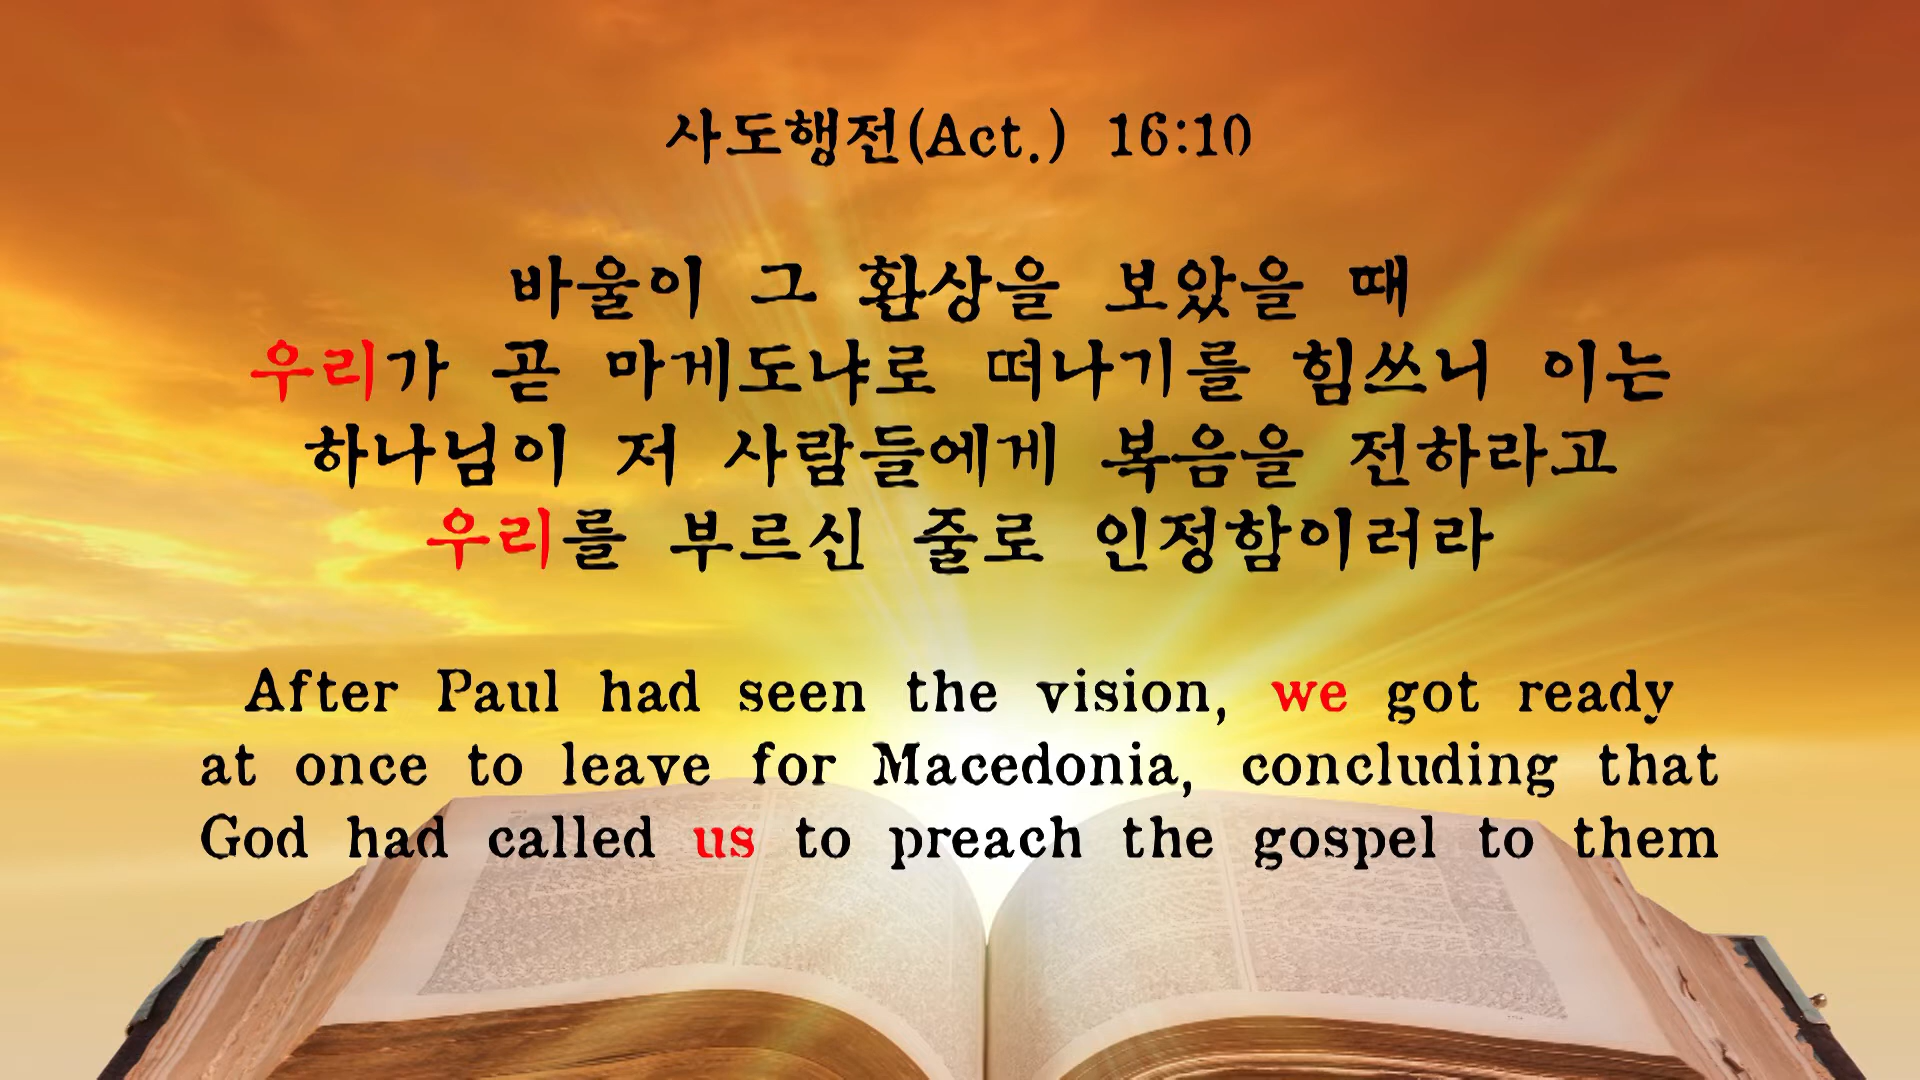 사도행전(Act.) 16:10
바울이 그 환상을 보았을 때
우리가 곧 마게도냐로 떠나기를 힘쓰니 이는
하나님이 저 사람들에게 복음을 전하라고
우리를 부르신 줄로 인정함이러라
After Paul had seen the vision, we got ready
at once to leave for Macedonia, concluding that
God had called us to preach the gospel to them